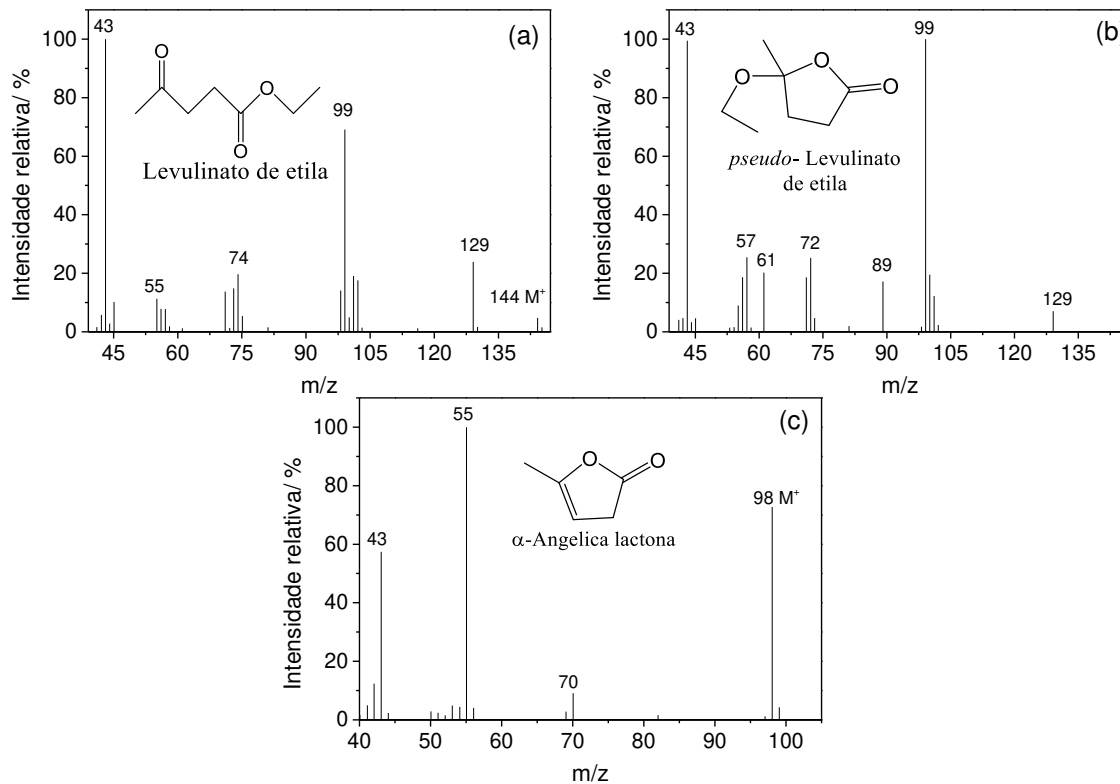 (a)
Intensidade relativa/ %
100
80
60
40
20
0
43
55
74
99
129
144 M⁺
O
O
O
Levulinato de etila
45 60 75 90 105 120 135
m/z
(b)
Intensidade relativa/ %
100
80
60
40
20
0
43
57
61
72
89
99
129
O
O
O
pseudo- Levulinato
de etila
45 60 75 90 105 120 135
m/z
(c)
Intensidade relativa/ %
100
80
60
40
20
0
43
55
70
98 M⁺
O
O
α-Angelica lactona
40 50 60 70 80 90 100
m/z